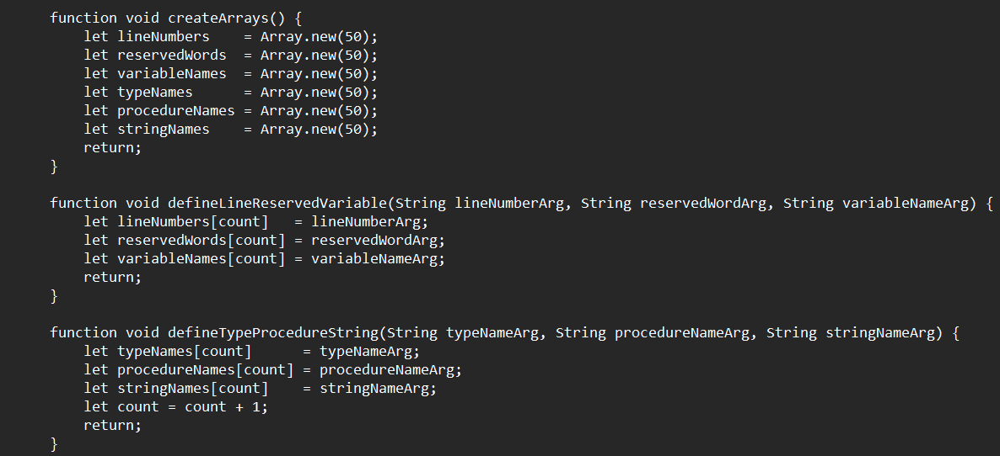 function void createArrays() {
    let lineNumbers    = Array.new(50);
    let reservedWords  = Array.new(50);
    let variableNames  = Array.new(50);
    let typeNames      = Array.new(50);
    let procedureNames = Array.new(50);
    let stringNames    = Array.new(50);
    return;
}

function void defineLineReservedVariable(String lineNumberArg, String reservedWordArg, String variableNameArg) {
    let lineNumbers[count]   = lineNumberArg;
    let reservedWords[count] = reservedWordArg;
    let variableNames[count] = variableNameArg;
    return;
}

function void defineTypeProcedureString(String typeNameArg, String procedureNameArg, String stringNameArg) {
    let typeNames[count]      = typeNameArg;
    let procedureNames[count] = procedureNameArg;
    let stringNames[count]    = stringNameArg;
    let count = count + 1;
    return;
}